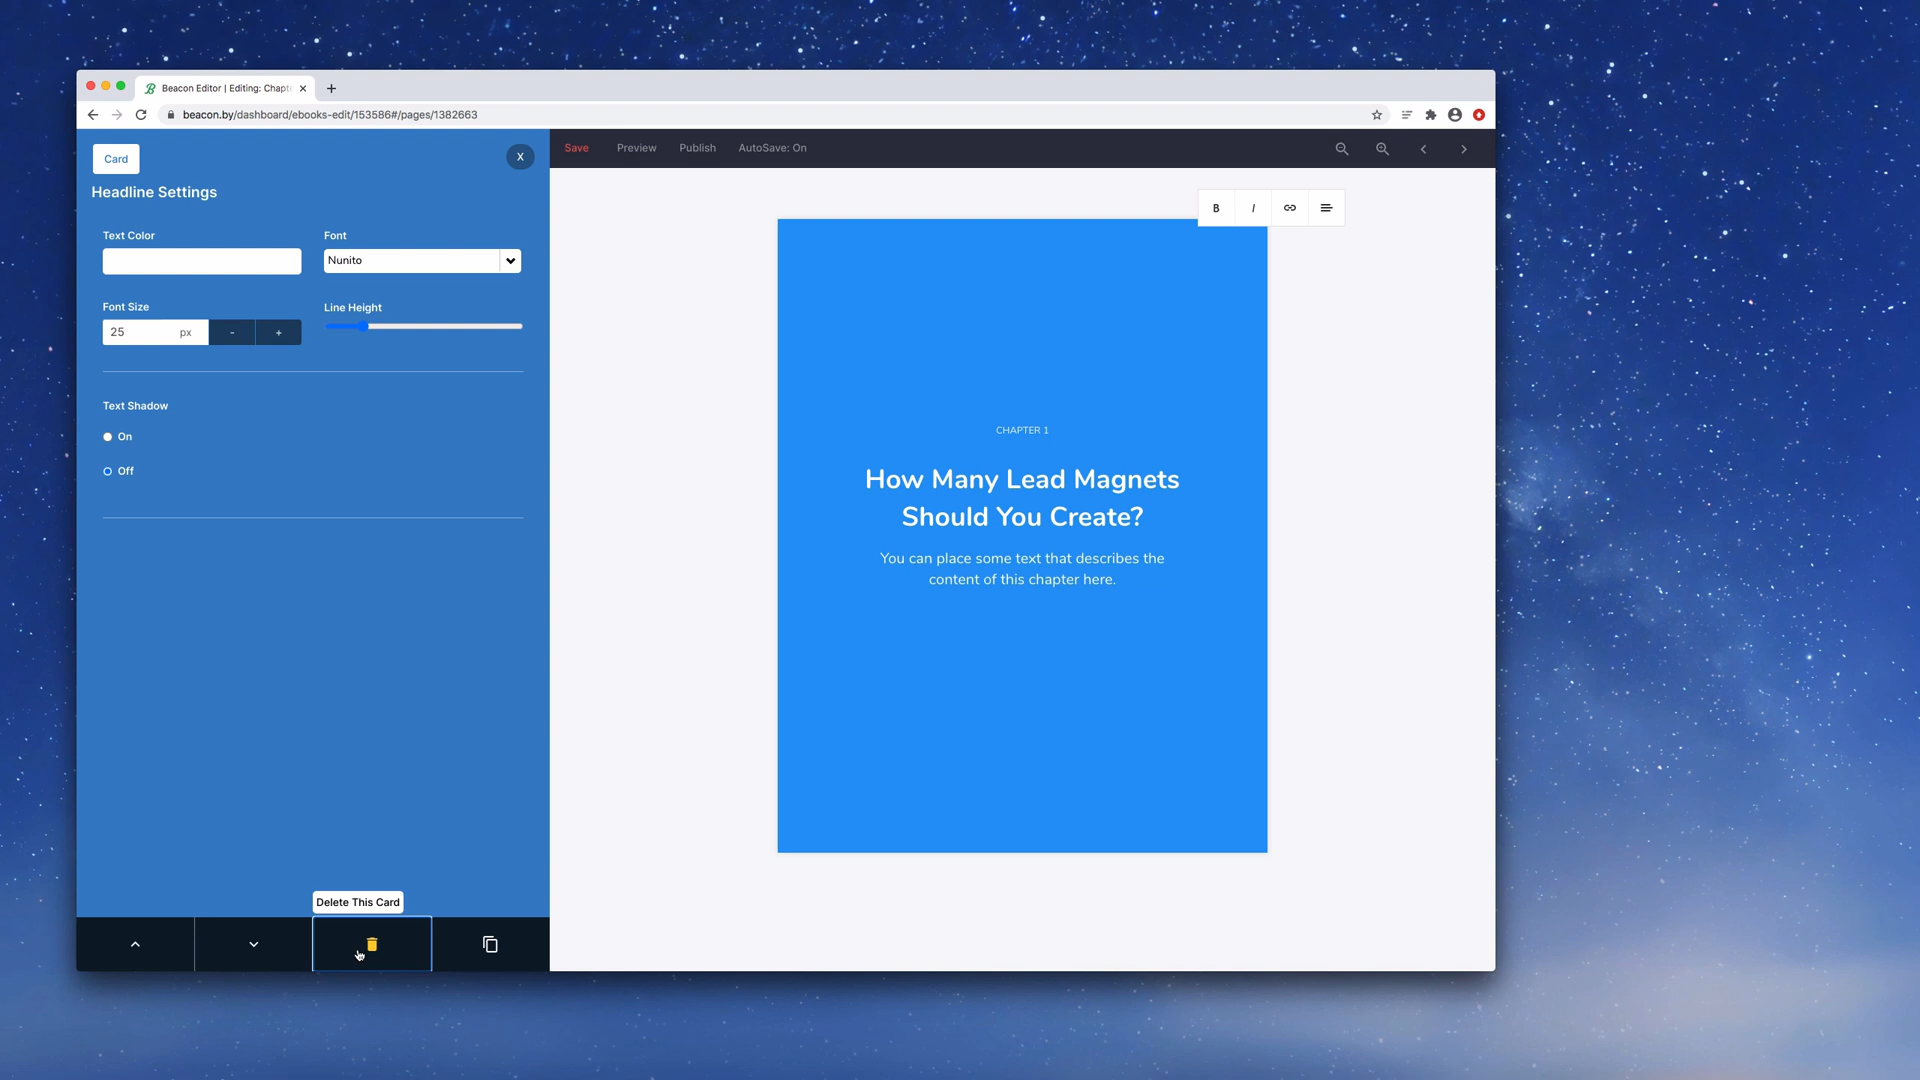 Beacon Editor | Editing: Chapt
beacon.by/dashboard/ebooks-edit/153586#/pages/1382663
Card
X
Headline Settings
Text Color
Font
Nunito
Font Size
Line Height
25 px - +
Text Shadow
On
Off
Delete This Card
Save Preview Publish AutoSave: On
B I
CHAPTER 1
How Many Lead Magnets
Should You Create?
You can place some text that describes the
content of this chapter here.